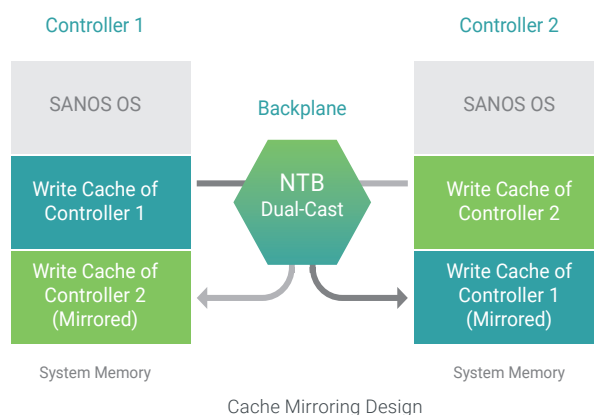 Controller 1
Controller 2
SANOS OS
Backplane
SANOS OS
Write Cache of
Controller 1
NTB
Dual-Cast
Write Cache of
Controller 2
Write Cache of
Controller 2
(Mirrored)
Write Cache of
Controller 1
(Mirrored)
System Memory
System Memory
Cache Mirroring Design